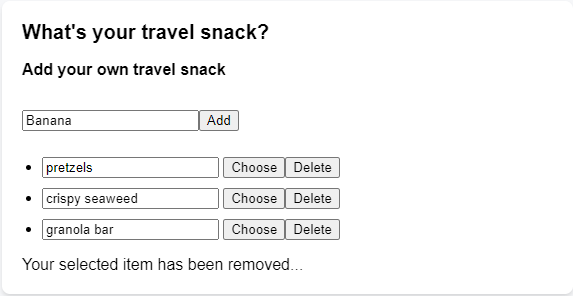 What's your travel snack?
Add your own travel snack
Banana Add
pretzels Choose Delete
crispy seaweed Choose Delete
granola bar Choose Delete
Your selected item has been removed...